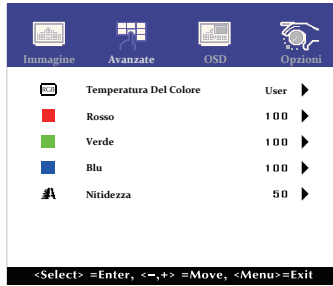 Immagine Avanzate OSD Opzioni
RGB Temperatura Del Colore User
Rosso 100
Verde 100
Blu 100
Nitidezza 50
<Select> =Enter, <−,+> =Move, <Menu>=Exit